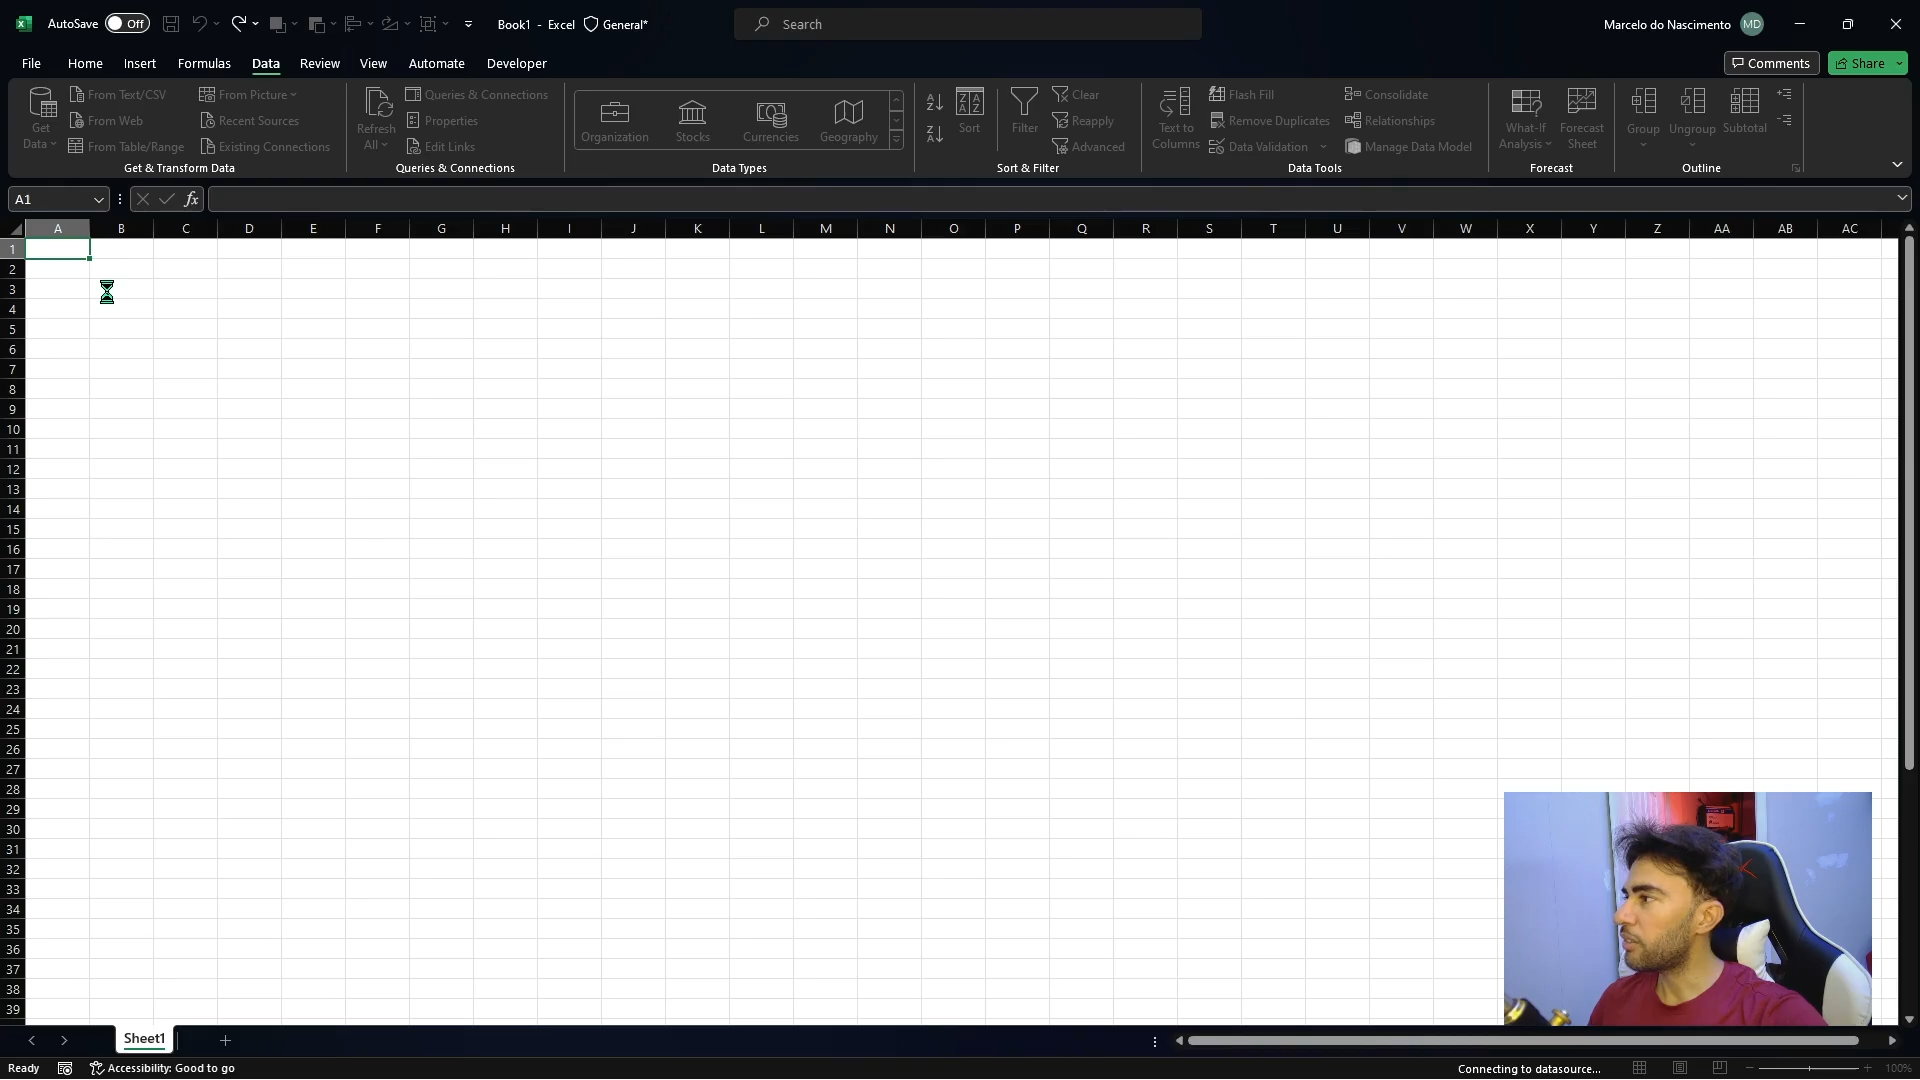 AutoSave Off Book1 - Excel General* Search Marcelo do Nascimento MD
File Home Insert Formulas Data Review View Automate Developer Comments Share
Get Data
From Text/CSV
From Web
From Table/Range
From Picture
Recent Sources
Existing Connections
Get & Transform Data
Refresh All
Queries & Connections
Properties
Edit Links
Queries & Connections
Organization Stocks Currencies Geography
Data Types
Sort
Filter
Clear
Reapply
Advanced
Sort & Filter
Text to Columns
Flash Fill
Remove Duplicates
Data Validation
Consolidate
Relationships
Manage Data Model
Data Tools
What-If Analysis
Forecast Sheet
Forecast
Group Ungroup Subtotal
Outline
A1 fx
A B C D E F G H I J K L M N O P Q R S T U V W X Y Z AA AB AC
1
2
3
4
5
6
7
8
9
10
11
12
13
14
15
16
17
18
19
20
21
22
23
24
25
26
27
28
29
30
31
32
33
34
35
36
37
38
39
Sheet1
Ready Accessibility: Good to go Connecting to datasource... 100%